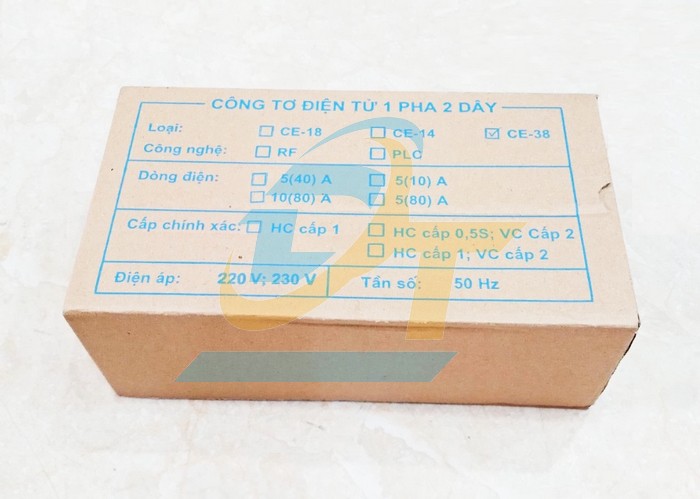 CÔNG TƠ ĐIỆN TỬ 1 PHA 2 DÂY
Loại: ☐ CE-18 ☐ CE-14 ☑ CE-38
Công nghệ: ☐ RF ☐ PLC
Dòng điện: ☐ 5(40) A ☐ 5(10) A
☐ 10(80) A ☐ 5(80) A
Cấp chính xác: ☐ HC cấp 1 ☐ HC cấp 0,5S; VC Cấp 2
☐ HC cấp 1; VC cấp 2
Điện áp: 220 V; 230 V Tần số: 50 Hz